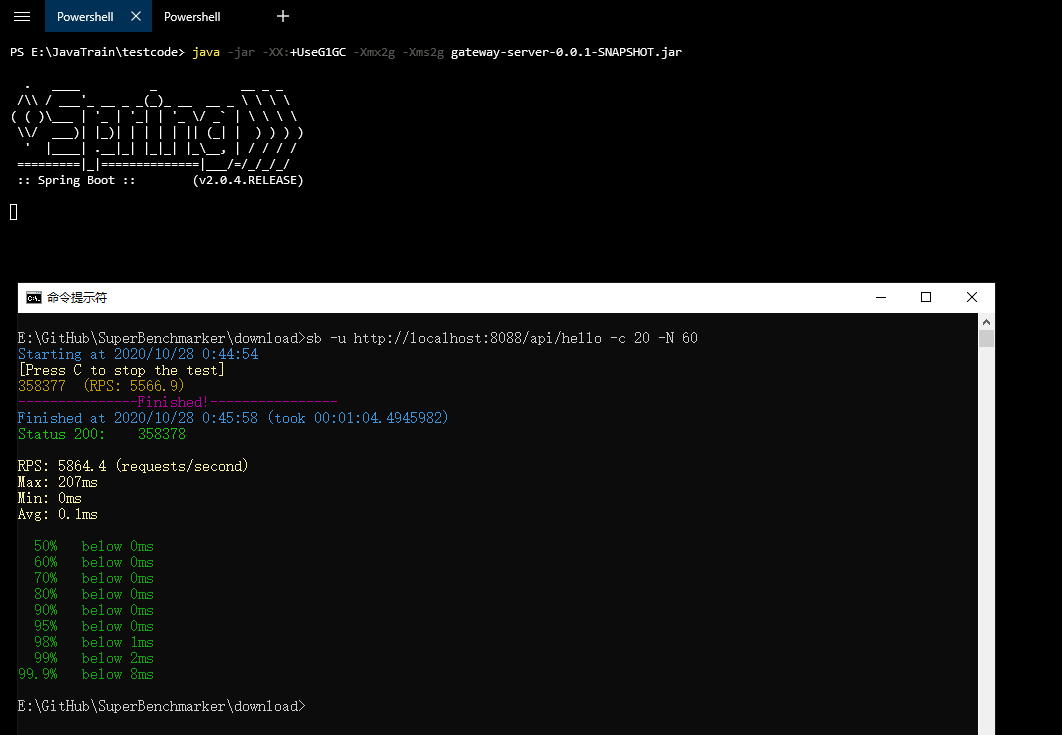 Powershell
Powershell
PS E:\JavaTrain\testcode> java -jar -XX:+UseG1GC -Xmx2g -Xms2g gateway-server-0.0.1-SNAPSHOT.jar
  .   ____          _            __ _ _
 /\\ / ___'_ __ _ _(_)_ __  __ _ \ \ \ \
( ( )\___ | '_ | '_| | '_ \/ _` | \ \ \ \
 \\/  ___)| |_)| | | | | || (_| |  ) ) ) )
  '  |____| .__|_| |_|_| |_\__, | / / / /
 =========|_|==============|___/=/_/_/_/
 :: Spring Boot ::        (v2.0.4.RELEASE)
命令提示符
E:\GitHub\SuperBenchmarker\download>sb -u http://localhost:8088/api/hello -c 20 -N 60
Starting at 2020/10/28 0:44:54
[Press C to stop the test]
358377  (RPS: 5566.9)
---------------Finished!----------------
Finished at 2020/10/28 0:45:58 (took 00:01:04.4945982)
Status 200:    358378
RPS: 5864.4 (requests/second)
Max: 207ms
Min: 0ms
Avg: 0.1ms
  50%   below 0ms
  60%   below 0ms
  70%   below 0ms
  80%   below 0ms
  90%   below 0ms
  95%   below 0ms
  98%   below 1ms
  99%   below 2ms
99.9%   below 8ms
E:\GitHub\SuperBenchmarker\download>